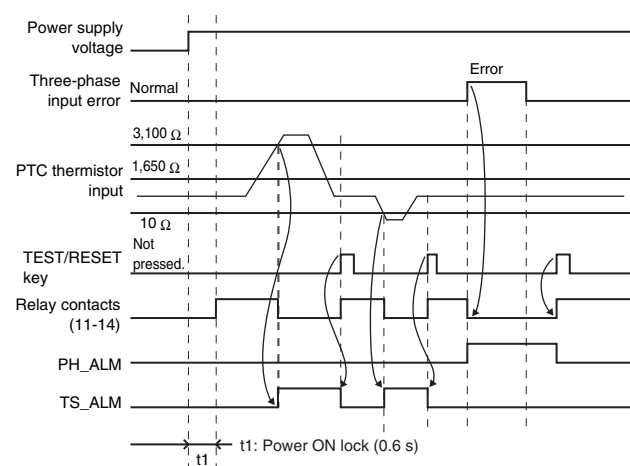 Power supply
voltage
Error
Three-phase
input error
Normal
3,100 Ω
1,650 Ω
PTC thermistor
input
10 Ω
Not
pressed.
TEST/RESET
key
Relay contacts
(11-14)
PH_ALM
TS_ALM
t1: Power ON lock (0.6 s)
t1